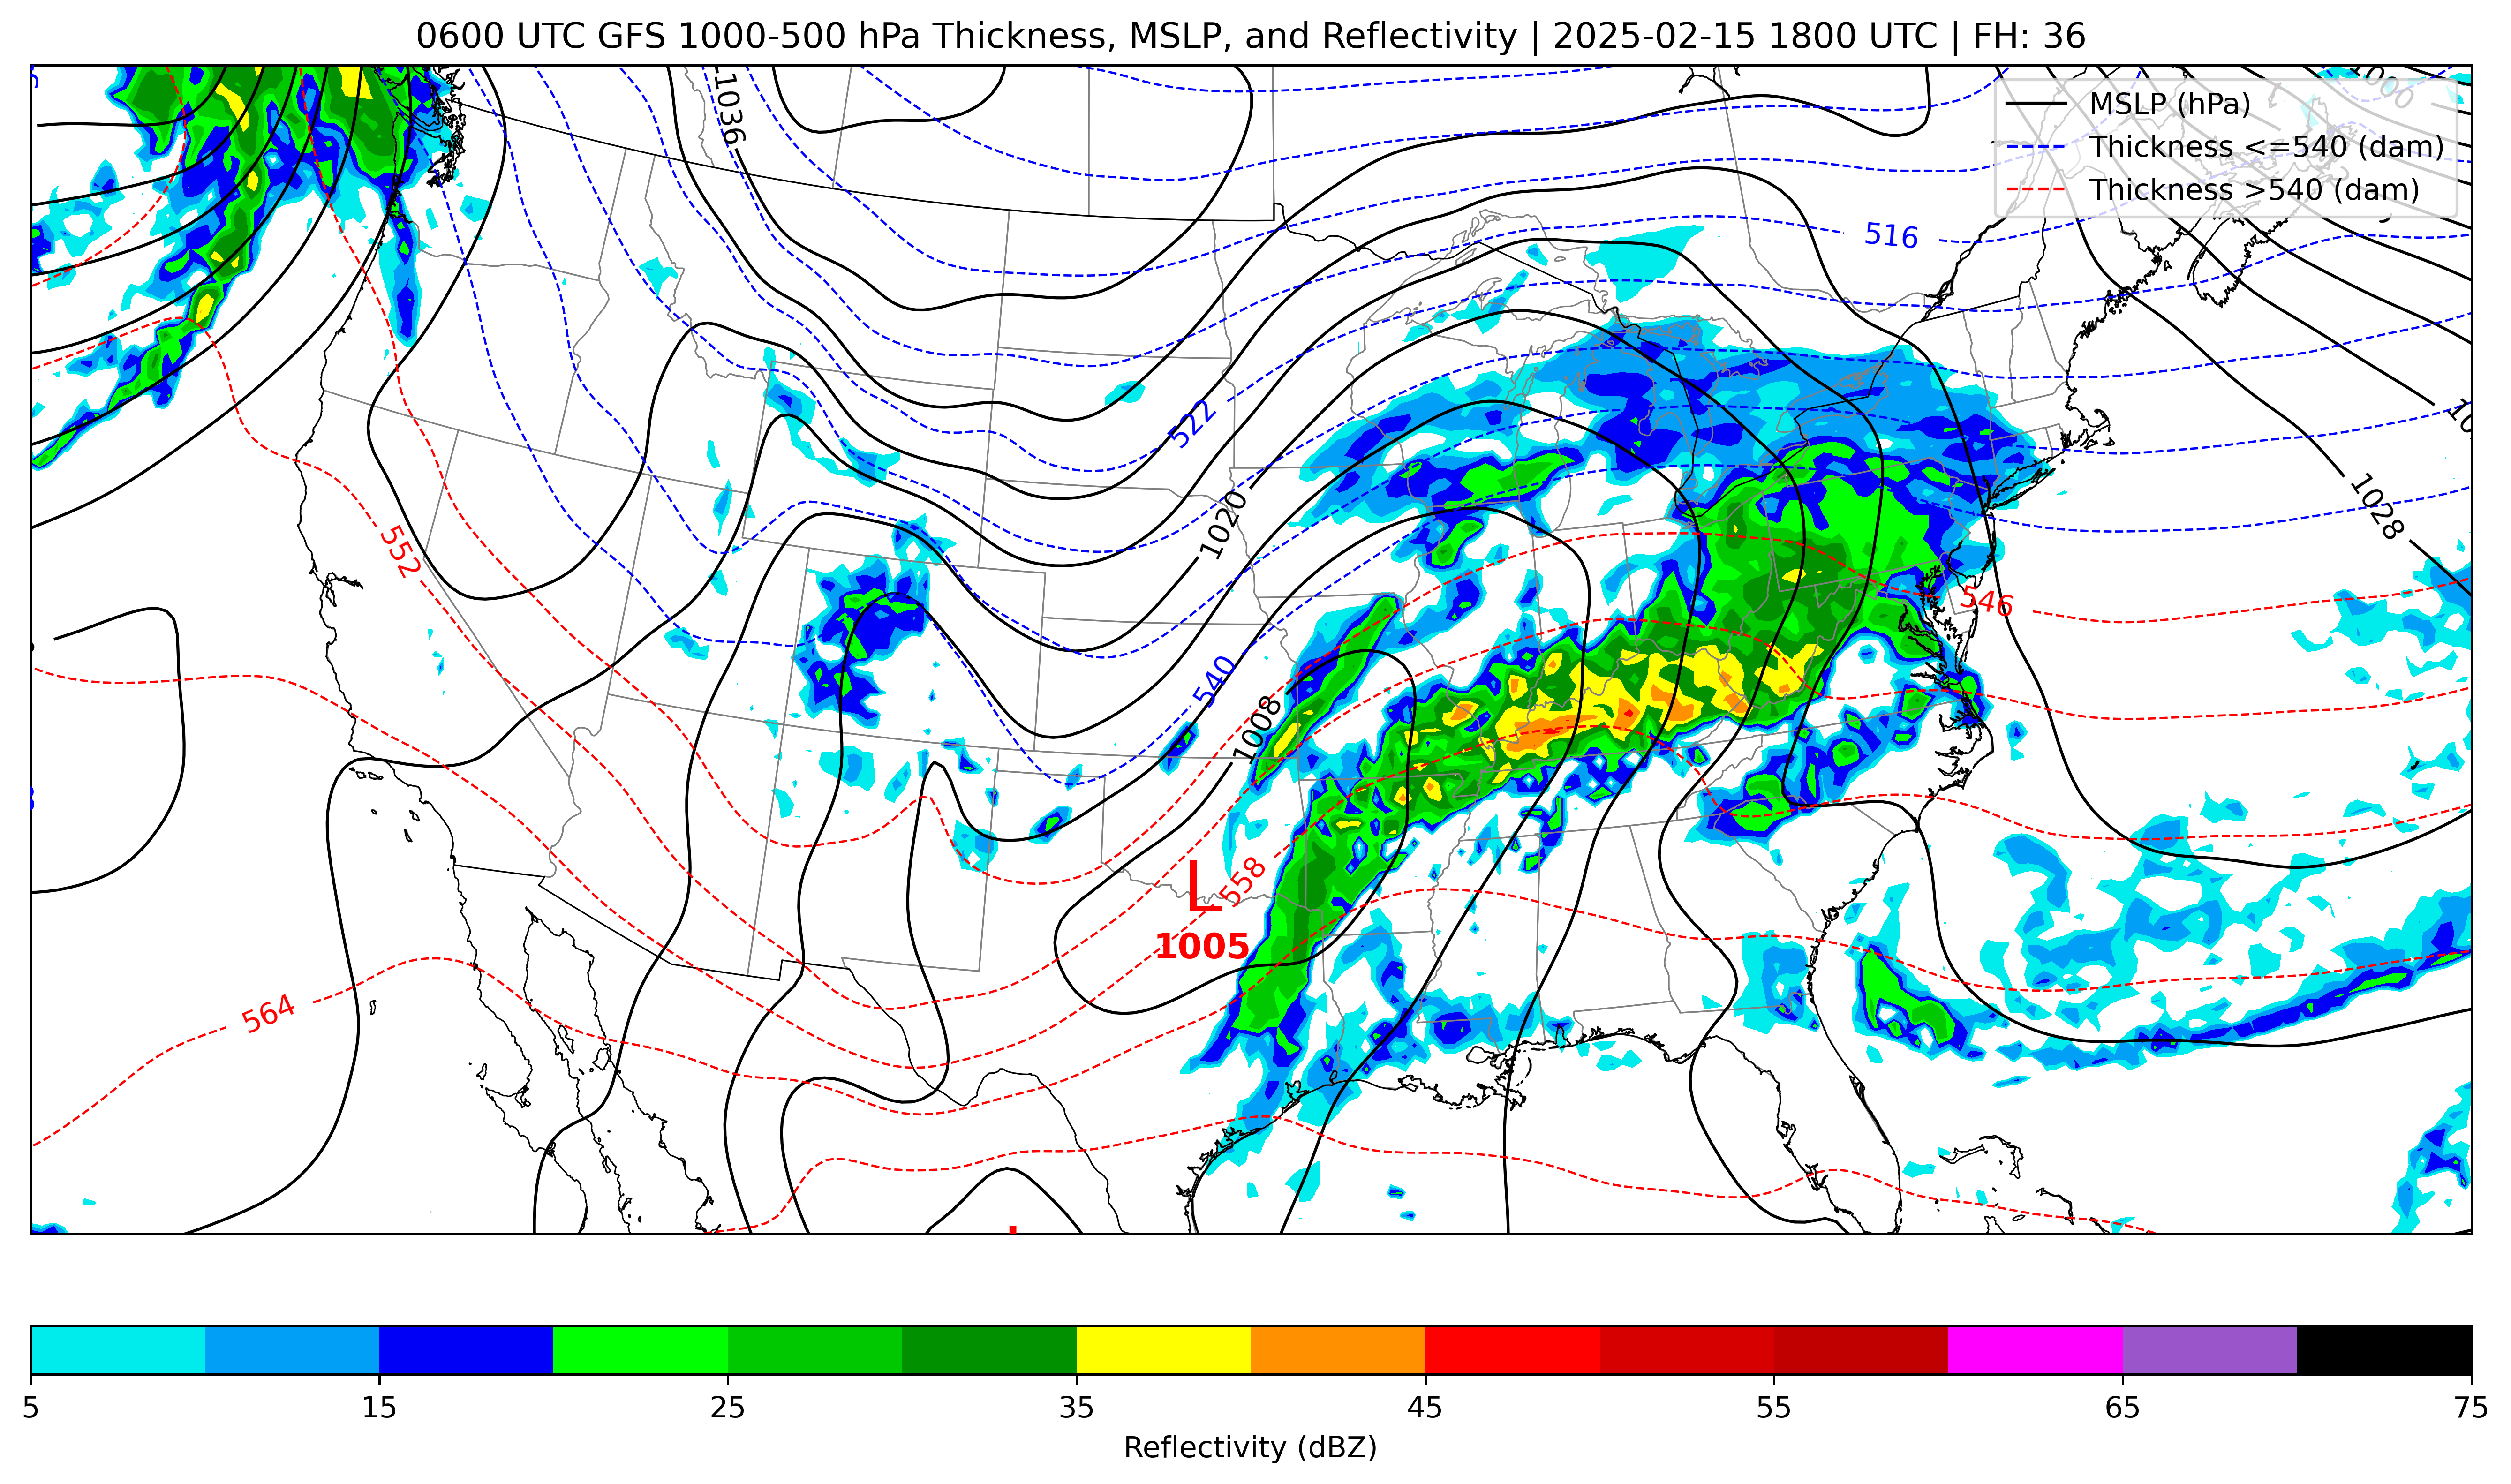 0600 UTC GFS 1000-500 hPa Thickness, MSLP, and Reflectivity | 2025-02-15 1800 UTC | FH: 36
MSLP (hPa)
Thickness <=540 (dam)
Thickness >540 (dam)
1036
1000
516
522
1020
1028
552
546
540
1008
558
L
1005
564
5 15 25 35 45 55 65 75
Reflectivity (dBZ)